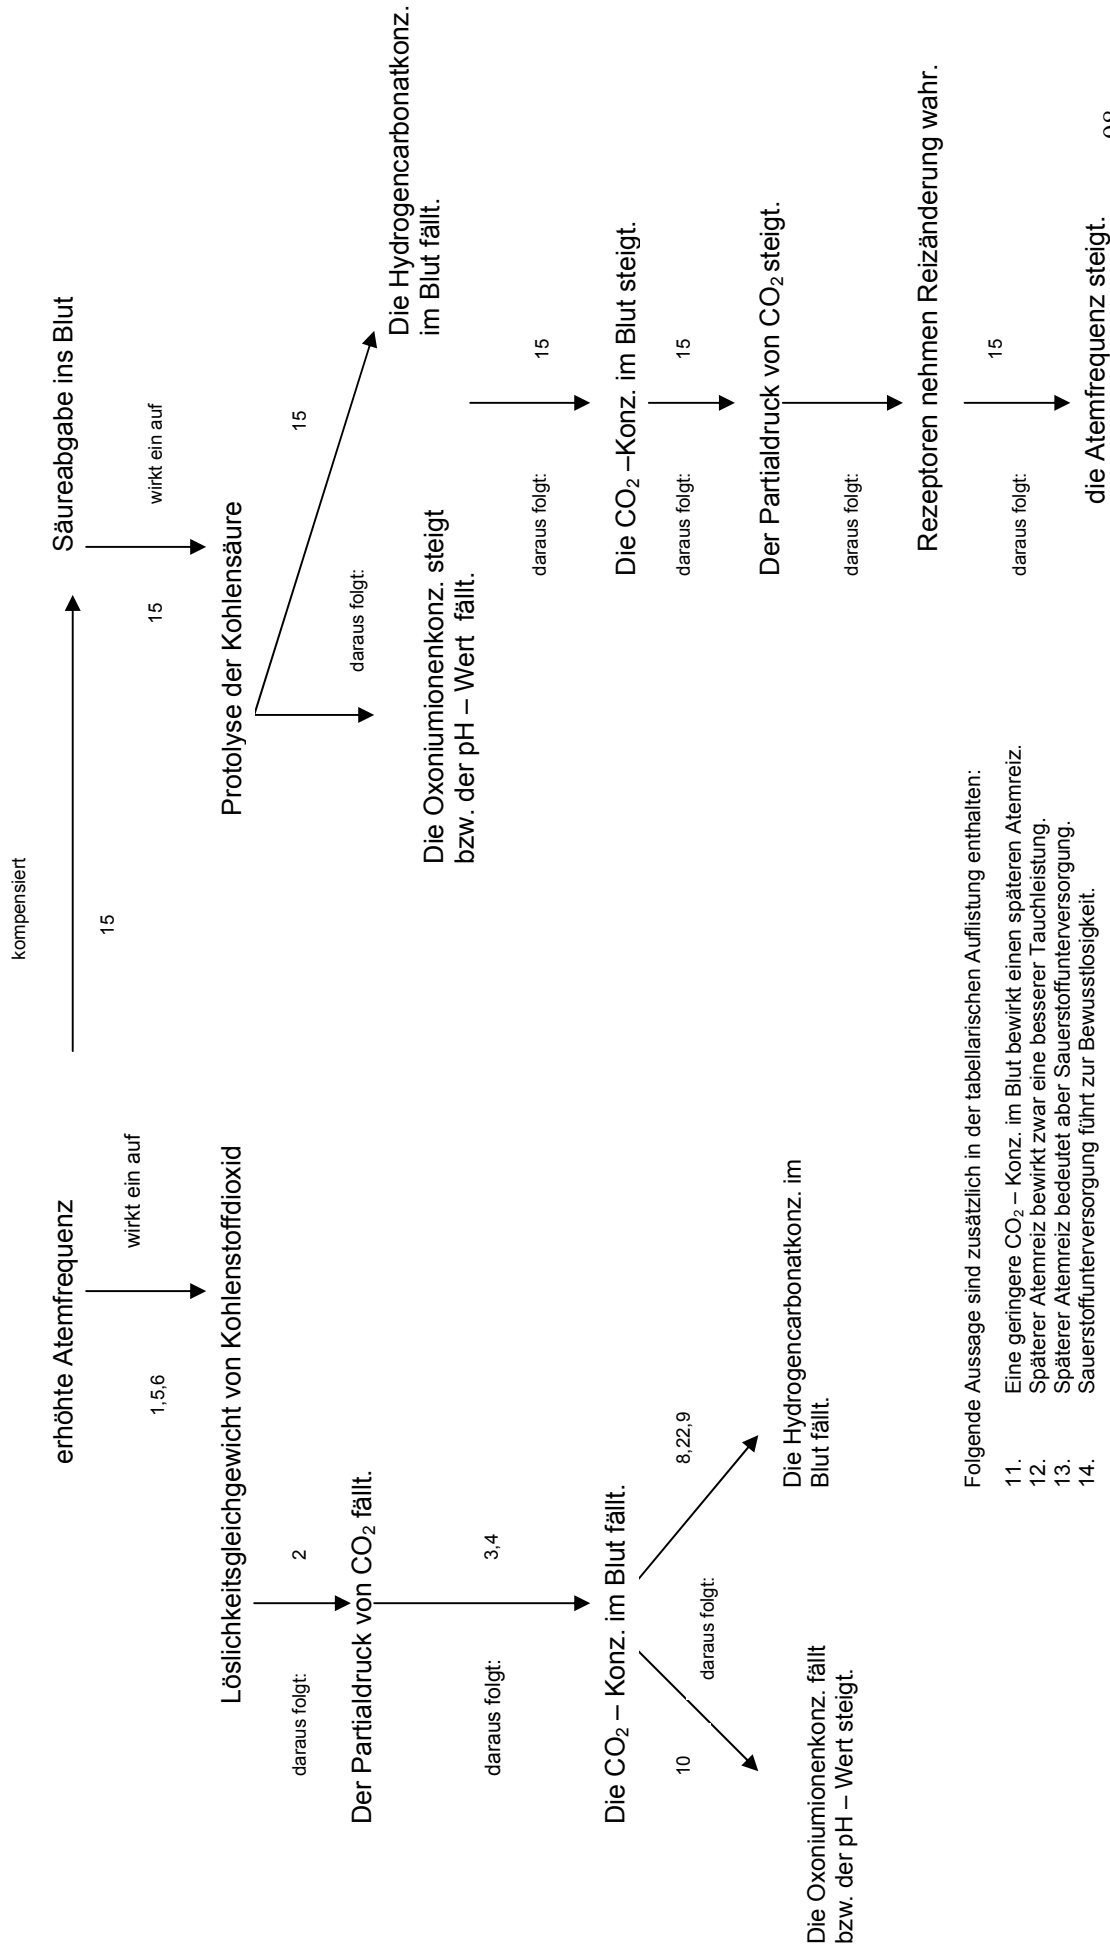 kompensiert
15
erhöhte Atemfrequenz
1,5,6
wirkt ein auf
Löslichkeitsgleichgewicht von Kohlenstoffdioxid
daraus folgt:
2
Der Partialdruck von CO₂ fällt.
daraus folgt:
3,4
Die CO₂ – Konz. im Blut fällt.
10
daraus folgt:
8,22,9
Die Oxoniumionenkonz. fällt
bzw. der pH – Wert steigt.
Die Hydrogencarbonatkonz. im
Blut fällt.
Säureabgabe ins Blut
15
wirkt ein auf
Protolyse der Kohlensäure
daraus folgt:
15
Die Oxoniumionenkonz. steigt
bzw. der pH – Wert fällt.
Die Hydrogencarbonatkonz.
im Blut fällt.
daraus folgt:
15
Die CO₂ –Konz. im Blut steigt.
daraus folgt:
15
Der Partialdruck von CO₂ steigt.
daraus folgt:
Rezeptoren nehmen Reizänderung wahr.
daraus folgt:
15
die Atemfrequenz steigt.
Folgende Aussage sind zusätzlich in der tabellarischen Auflistung enthalten:
11. Eine geringere CO₂ – Konz. im Blut bewirkt einen späteren Atemreiz.
12. Späterer Atemreiz bewirkt zwar eine besserer Tauchleistung.
13. Späterer Atemreiz bedeutet aber Sauerstoffunterversorgung.
14. Sauerstoffunterversorgung führt zur Bewusstlosigkeit.